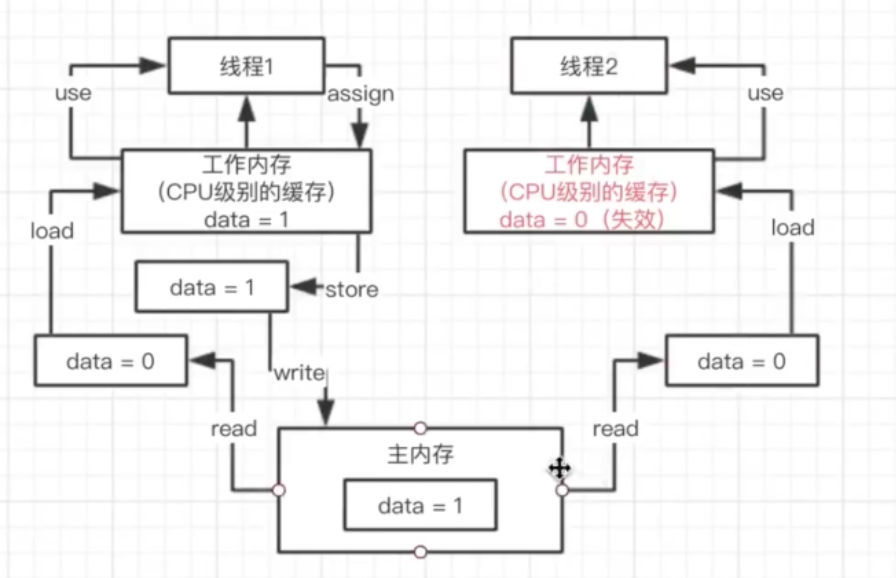 线程1
线程2
use
assign
use
工作内存
（CPU级别的缓存）
data = 1
工作内存
（CPU级别的缓存）
data = 0（失效）
load
load
data = 1
store
data = 0
data = 0
write
read
read
主内存
data = 1